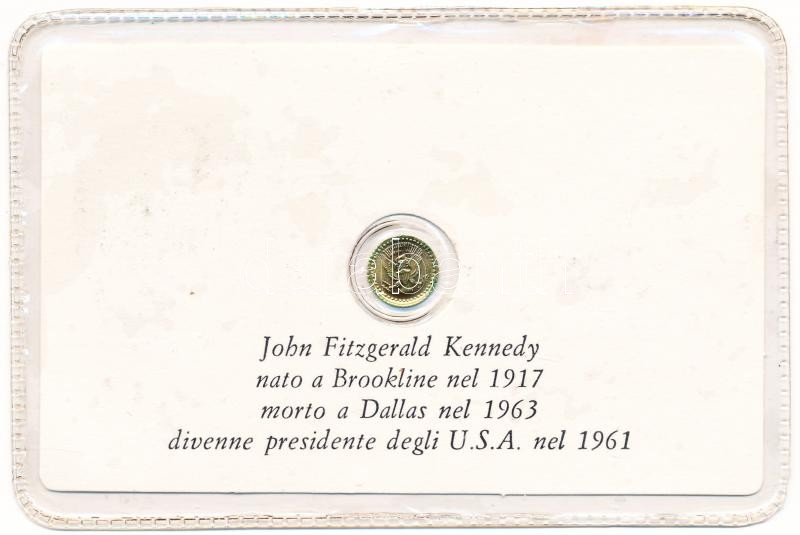 John Fitzgerald Kennedy
nato a Brookline nel 1917
morto a Dallas nel 1963
divenne presidente degli U.S.A. nel 1961